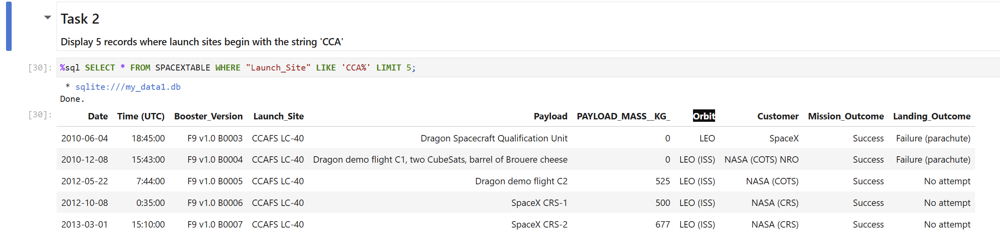 Task 2
Display 5 records where launch sites begin with the string 'CCA'
[30]: %sql SELECT * FROM SPACEXTABLE WHERE "Launch_Site" LIKE 'CCA%' LIMIT 5;
* sqlite:///my_data1.db
Done.
[30]: Date Time (UTC) Booster_Version Launch_Site Payload PAYLOAD_MASS__KG_ Orbit Customer Mission_Outcome Landing_Outcome
2010-06-04 18:45:00 F9 v1.0 B0003 CCAFS LC-40 Dragon Spacecraft Qualification Unit 0 LEO SpaceX Success Failure (parachute)
2010-12-08 15:43:00 F9 v1.0 B0004 CCAFS LC-40 Dragon demo flight C1, two CubeSats, barrel of Brouere cheese 0 LEO (ISS) NASA (COTS) NRO Success Failure (parachute)
2012-05-22 7:44:00 F9 v1.0 B0005 CCAFS LC-40 Dragon demo flight C2 525 LEO (ISS) NASA (COTS) Success No attempt
2012-10-08 0:35:00 F9 v1.0 B0006 CCAFS LC-40 SpaceX CRS-1 500 LEO (ISS) NASA (CRS) Success No attempt
2013-03-01 15:10:00 F9 v1.0 B0007 CCAFS LC-40 SpaceX CRS-2 677 LEO (ISS) NASA (CRS) Success No attempt